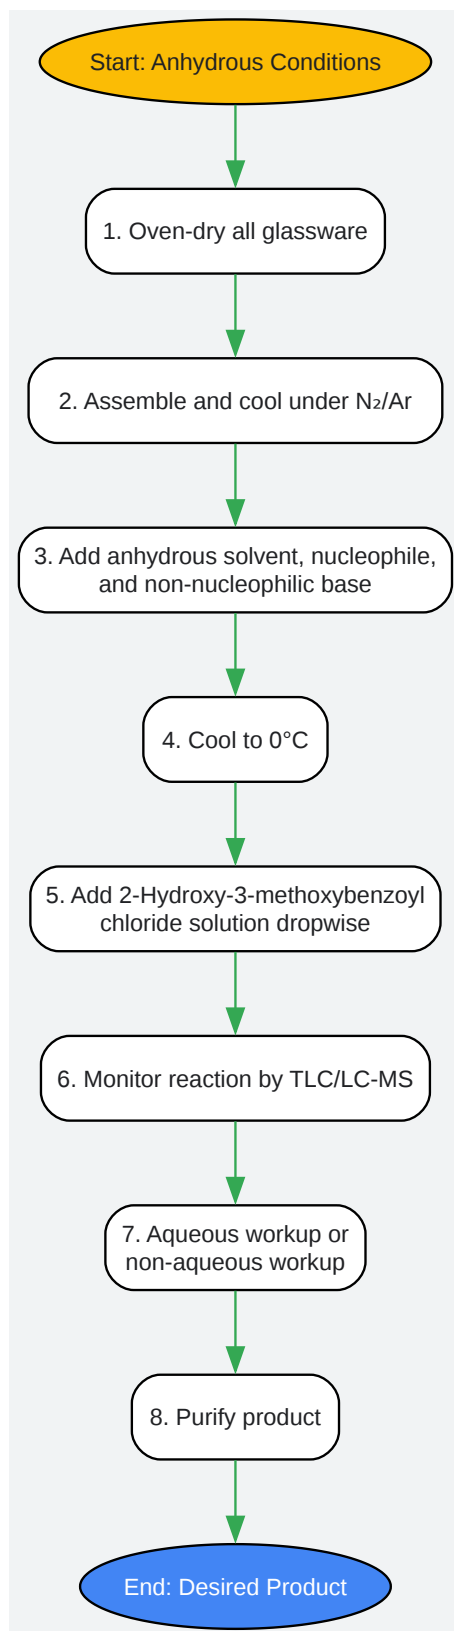 Start: Anhydrous Conditions
1. Oven-dry all glassware
2. Assemble and cool under N₂/Ar
3. Add anhydrous solvent, nucleophile,
and non-nucleophilic base
4. Cool to 0°C
5. Add 2-Hydroxy-3-methoxybenzoyl
chloride solution dropwise
6. Monitor reaction by TLC/LC-MS
7. Aqueous workup or
non-aqueous workup
8. Purify product
End: Desired Product